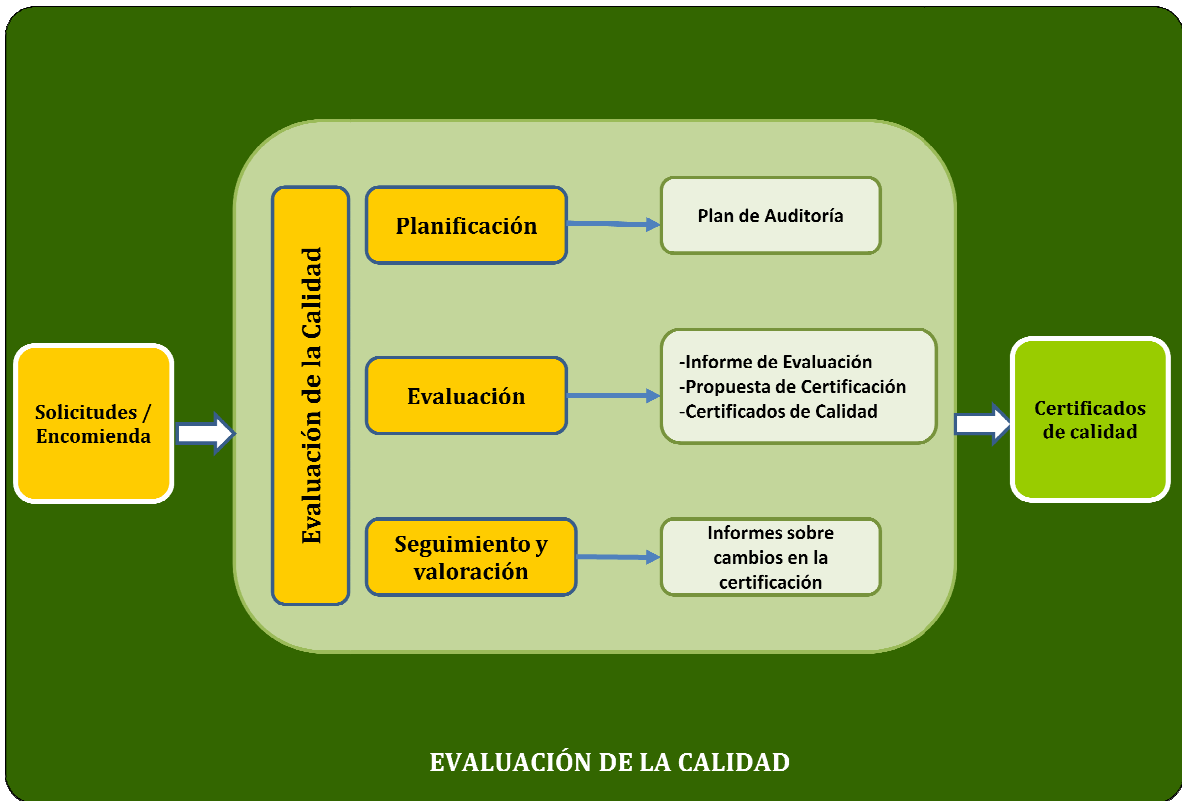 Solicitudes /
Encomienda
Evaluación de la Calidad
Planificación
Plan de Auditoría
Evaluación
-Informe de Evaluación
-Propuesta de Certificación
-Certificados de Calidad
Seguimiento y
valoración
Informes sobre
cambios en la
certificación
Certificados
de calidad
EVALUACIÓN DE LA CALIDAD